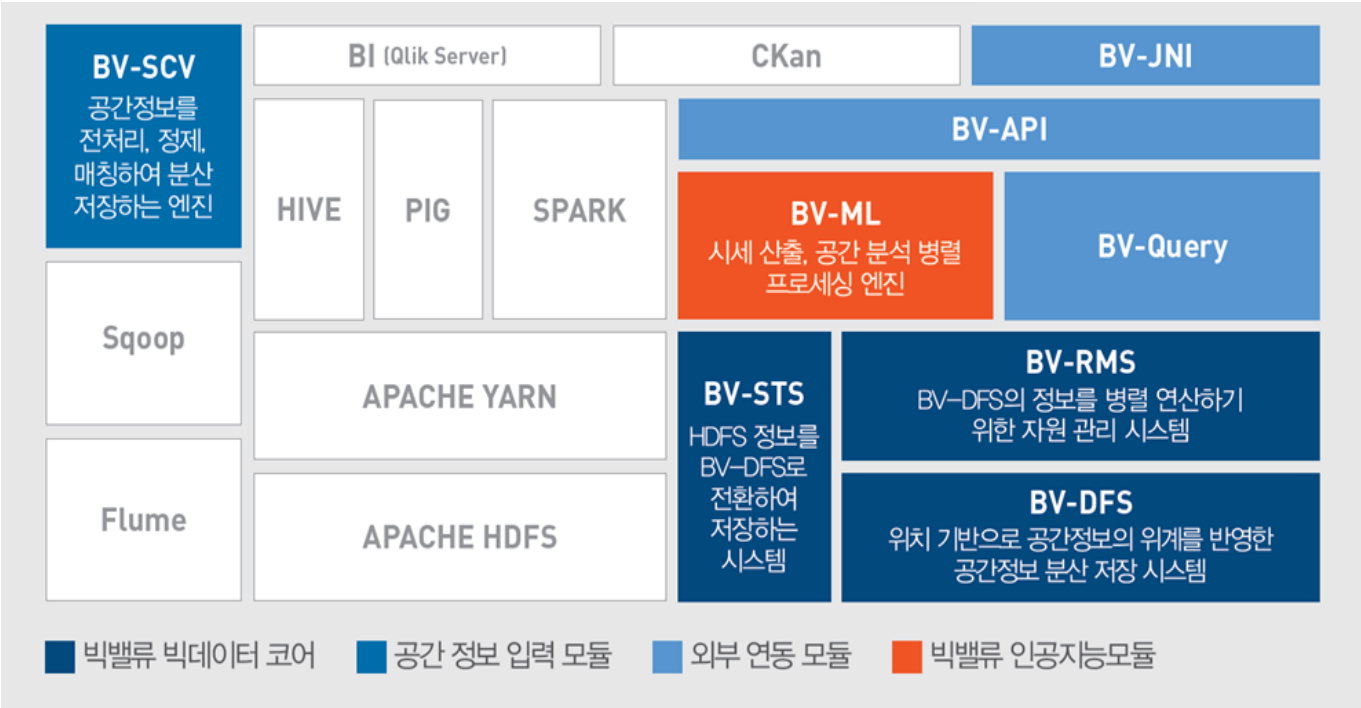 BV-SCV
공간정보를
전처리, 정제,
매칭하여 분산
저장하는 엔진
BI (Qlik Server)
CKan
BV-JNI
HIVE
PIG
SPARK
BV-API
BV-ML
시세 산출, 공간 분석 병렬
프로세싱 엔진
BV-Query
Sqoop
Flume
APACHE YARN
APACHE HDFS
BV-STS
HDFS 정보를
BV-DFS로
전환하여
저장하는
시스템
BV-RMS
BV-DFS의 정보를 병렬 연산하기
위한 자원 관리 시스템
BV-DFS
위치 기반으로 공간정보의 위계를 반영한
공간정보 분산 저장 시스템
빅밸류 빅데이터 코어
공간 정보 입력 모듈
외부 연동 모듈
빅밸류 인공지능모듈